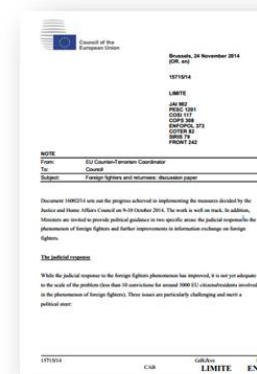 Council of the
European Union
Brussels, 24 November 2014
(OR. en)
15715/14
LIMITE
JAI 902
PESC 1201
COSI 117
COPS 308
ENFOPOL 373
COTER 82
SIRIS 79
FRONT 242
NOTE
From: EU Counter-Terrorism Coordinator
To: Council
Subject: Foreign fighters and returnees: discussion paper
Document 16002/14 sets out the progress achieved in implementing the measures decided by the
Justice and Home Affairs Council on 9-10 October 2014. The work is well on track. In addition,
Ministers are invited to provide political guidance in two specific areas: the judicial response to the
phenomenon of foreign fighters and further improvements in information exchange on foreign
fighters.
The judicial response
While the judicial response to the foreign fighters phenomenon has improved, it is not yet adequate
to the scale of the problem (less than 10 convictions for around 3000 EU citizens/residents involved
in the phenomenon of foreign fighters). Three issues are particularly challenging and merit a
political steer:
15715/14
CAB
LIMITE EN